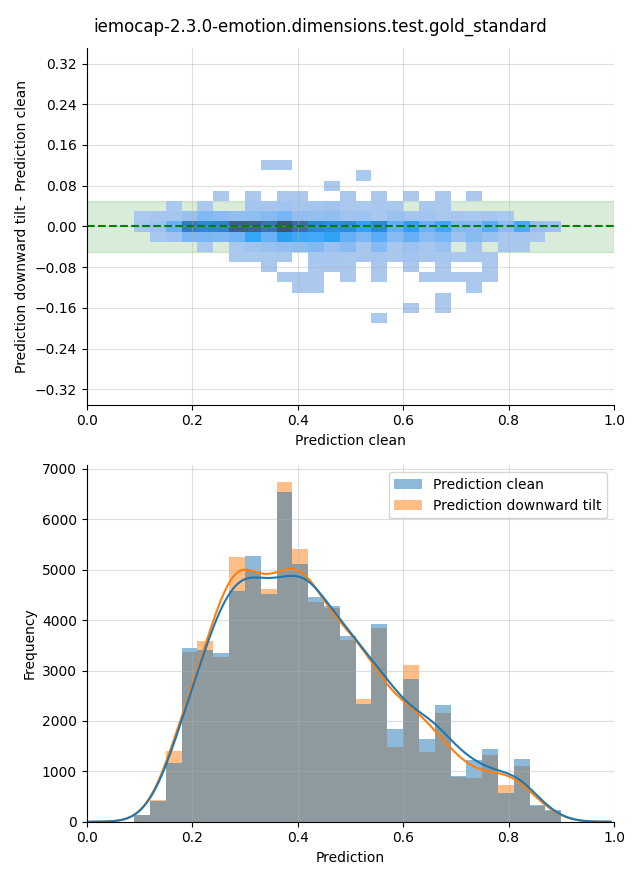 iemocap-2.3.0-emotion.dimensions.test.gold_standard
Prediction downward tilt - Prediction clean
0.32
0.24
0.16
0.08
0.00
−0.08
−0.16
−0.24
−0.32
0.0 0.2 0.4 0.6 0.8 1.0
Prediction clean
Frequency
7000
6000
5000
4000
3000
2000
1000
0
Prediction clean
Prediction downward tilt
0.0 0.2 0.4 0.6 0.8 1.0
Prediction